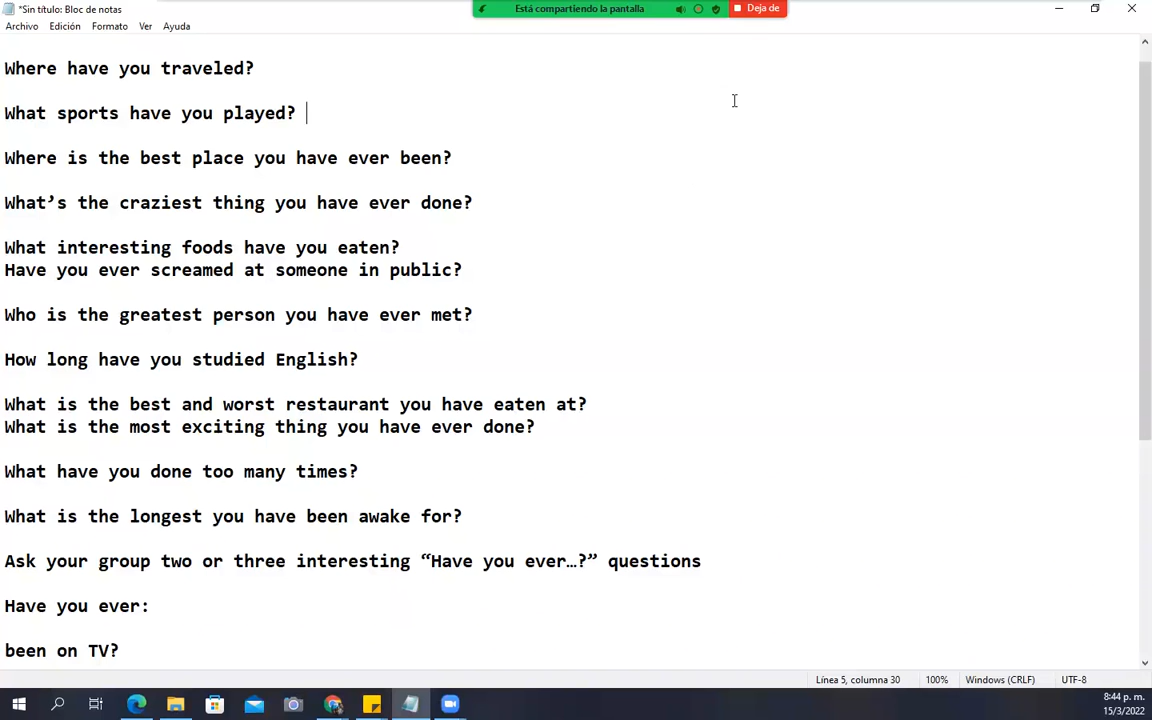 *Sin título: Bloc de notas
Está compartiendo la pantalla
Deja de
Archivo Edición Formato Ver Ayuda
Where have you traveled?
What sports have you played?
Where is the best place you have ever been?
What’s the craziest thing you have ever done?
What interesting foods have you eaten?
Have you ever screamed at someone in public?
Who is the greatest person you have ever met?
How long have you studied English?
What is the best and worst restaurant you have eaten at?
What is the most exciting thing you have ever done?
What have you done too many times?
What is the longest you have been awake for?
Ask your group two or three interesting “Have you ever…?” questions
Have you ever:
been on TV?
Línea 5, columna 30 100% Windows (CRLF) UTF-8
8:44 p. m.
15/3/2022